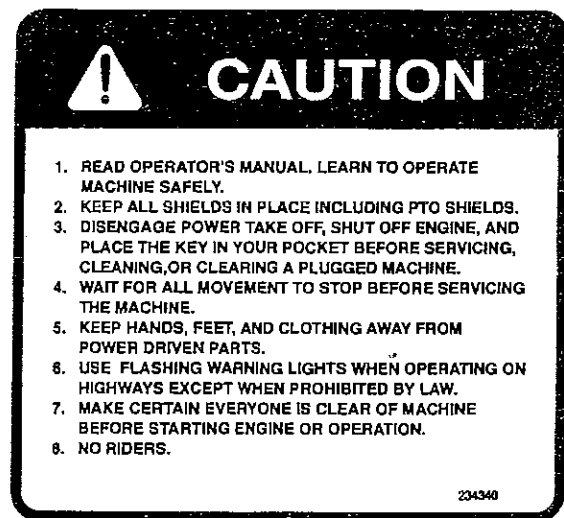 CAUTION
1. READ OPERATOR'S MANUAL, LEARN TO OPERATE
MACHINE SAFELY.
2. KEEP ALL SHIELDS IN PLACE INCLUDING PTO SHIELDS.
3. DISENGAGE POWER TAKE OFF, SHUT OFF ENGINE, AND
PLACE THE KEY IN YOUR POCKET BEFORE SERVICING,
CLEANING,OR CLEARING A PLUGGED MACHINE.
4. WAIT FOR ALL MOVEMENT TO STOP BEFORE SERVICING
THE MACHINE.
5. KEEP HANDS, FEET, AND CLOTHING AWAY FROM
POWER DRIVEN PARTS.
6. USE FLASHING WARNING LIGHTS WHEN OPERATING ON
HIGHWAYS EXCEPT WHEN PROHIBITED BY LAW.
7. MAKE CERTAIN EVERYONE IS CLEAR OF MACHINE
BEFORE STARTING ENGINE OR OPERATION.
8. NO RIDERS.
234340